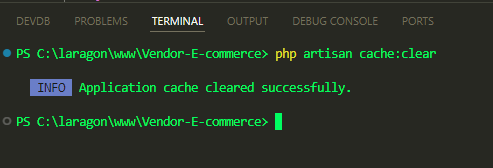 DEVDB PROBLEMS TERMINAL OUTPUT DEBUG CONSOLE PORTS
PS C:\laragon\www\Vendor-E-commerce> php artisan cache:clear
INFO Application cache cleared successfully.
PS C:\laragon\www\Vendor-E-commerce>